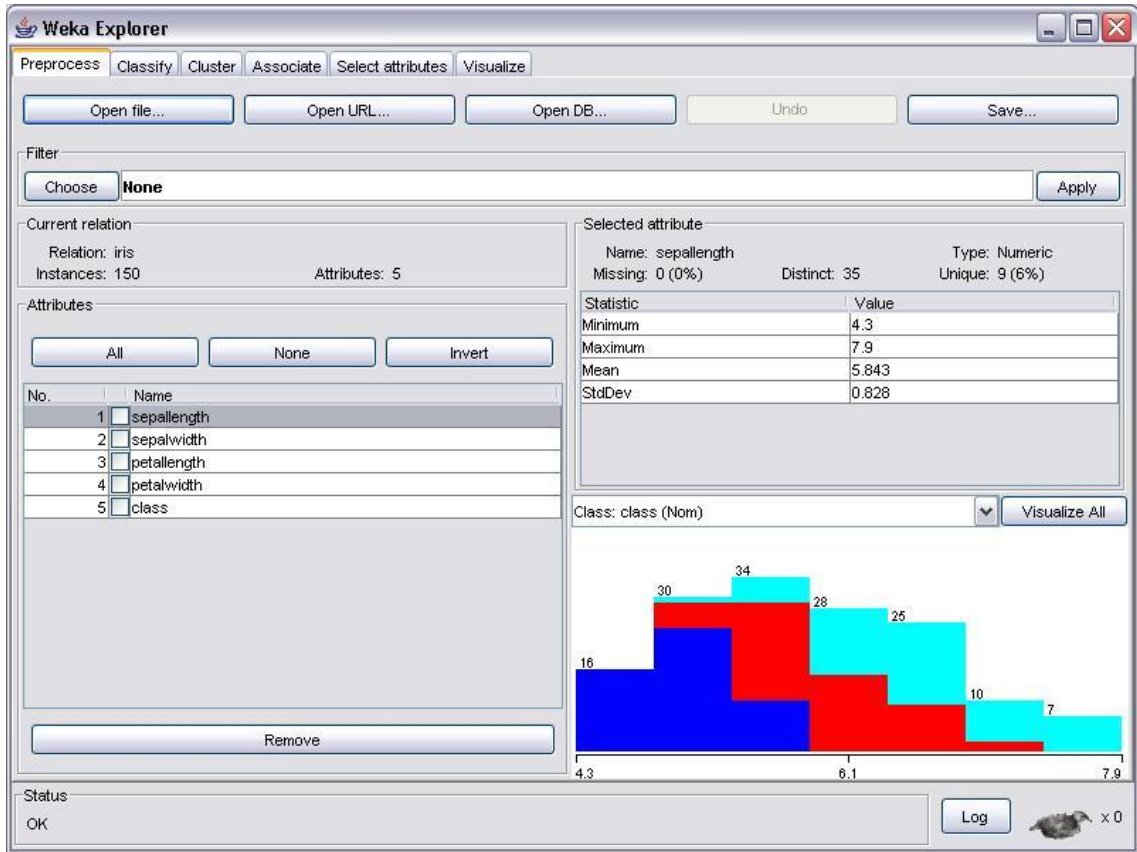 Weka Explorer
Preprocess Classify Cluster Associate Select attributes Visualize
Open file... Open URL... Open DB... Undo Save...
Filter
Choose None Apply
Current relation
Relation: iris
Instances: 150 Attributes: 5
Attributes
All None Invert
No. Name
1 sepallength
2 sepalwidth
3 petallength
4 petalwidth
5 class
Remove
Selected attribute
Name: sepallength Type: Numeric
Missing: 0 (0%) Distinct: 35 Unique: 9 (6%)
Statistic Value
Minimum 4.3
Maximum 7.9
Mean 5.843
StdDev 0.828
Class: class (Nom) Visualize All
16 30 34 28 25 10 7
4.3 6.1 7.9
Status
OK
Log x 0